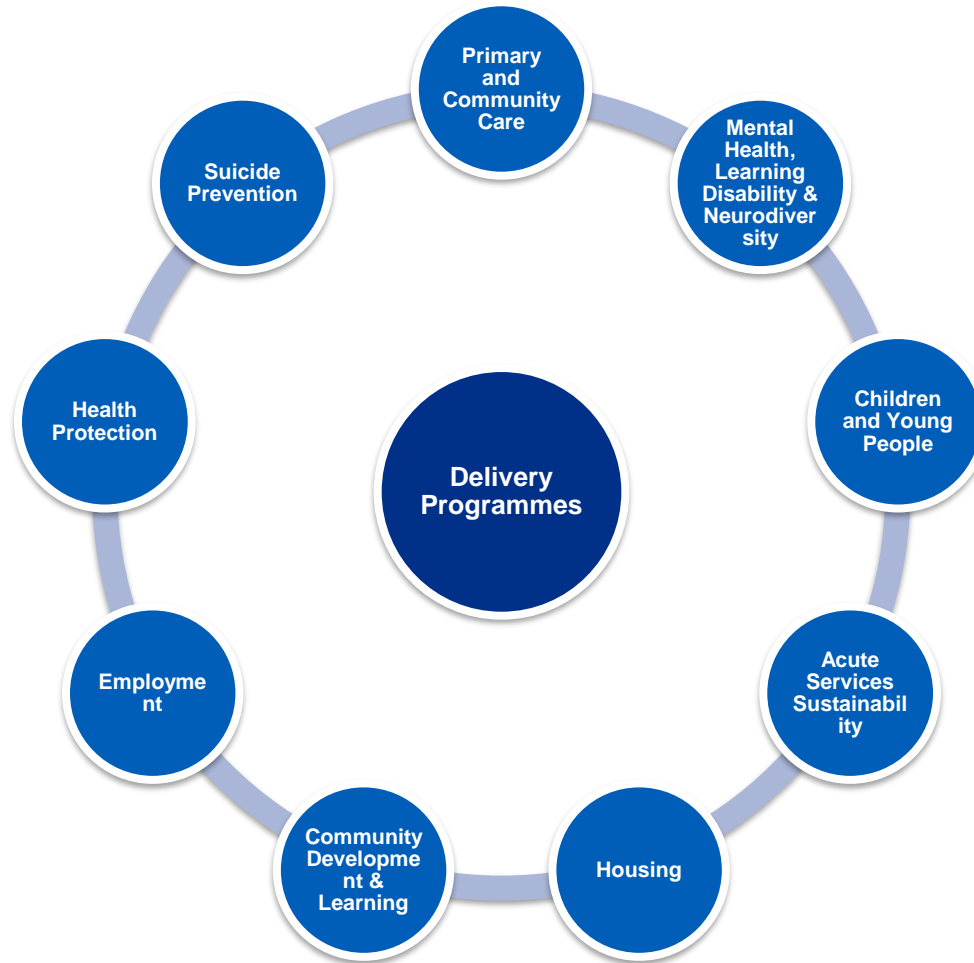 Primary
and
Community
Care
Mental
Health,
Learning
Disability &
Neurodiver
sity
Children
and Young
People
Acute
Services
Sustainabil
ity
Housing
Community
Developme
nt &
Learning
Employme
nt
Health
Protection
Suicide
Prevention
Delivery
Programmes